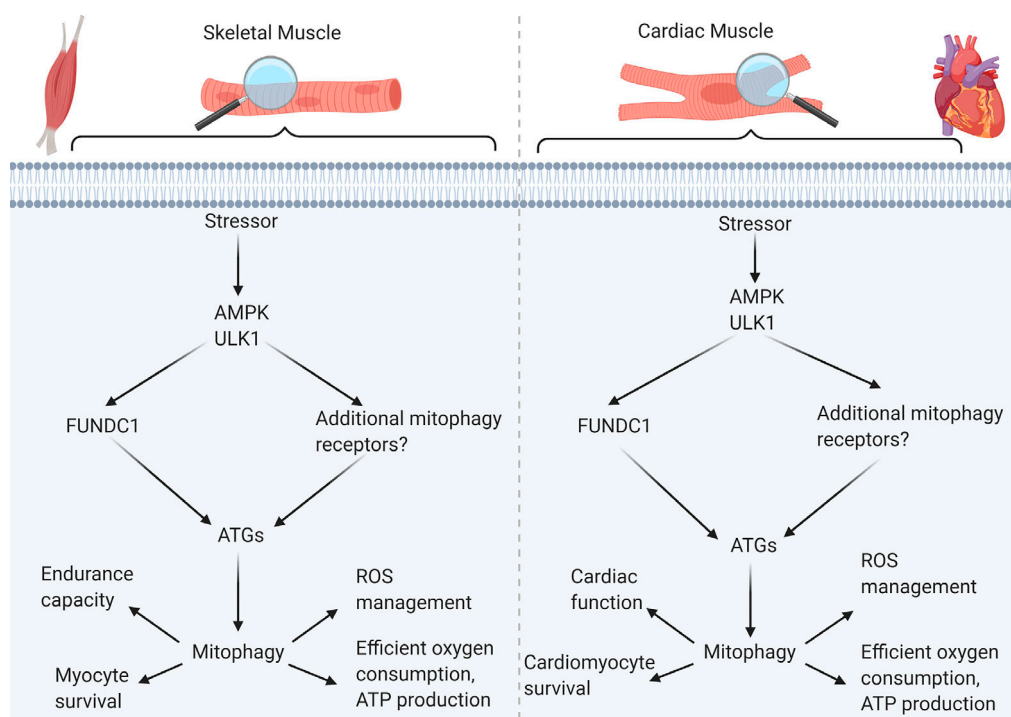 Skeletal Muscle
Stressor
AMPK
ULK1
FUNDC1
Additional mitophagy
receptors?
ATGs
Endurance
capacity
ROS
management
Mitophagy
Myocyte
survival
Efficient oxygen
consumption,
ATP production
Cardiac Muscle
Stressor
AMPK
ULK1
FUNDC1
Additional mitophagy
receptors?
ATGs
Cardiac
function
ROS
management
Mitophagy
Cardiomyocyte
survival
Efficient oxygen
consumption,
ATP production